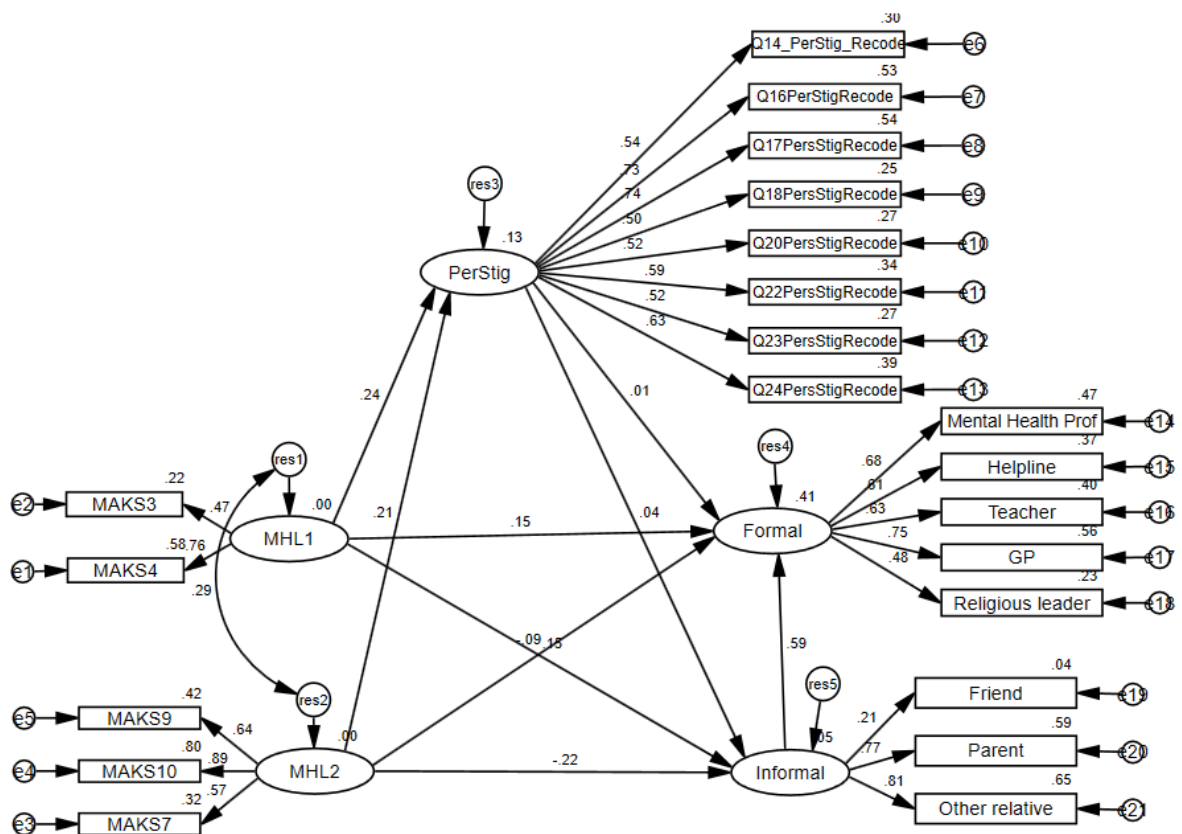 .30
Q14_PerStig_Recode
e6
.53
Q16PerStigRecode
e7
.54
Q17PersStigRecode
e8
.25
Q18PersStigRecode
e9
.27
Q20PersStigRecode
e10
.34
Q22PersStigRecode
e11
.27
Q23PersStigRecode
e12
.39
Q24PersStigRecode
e13
.54
.73
.74
.50
.52
.59
.52
.63
res3
.13
PerStig
.24
.21
.01
.04
res1
.00
MHL1
.22
MAKS3
e2
.47
.58
.76
MAKS4
e1
.29
.15
-.09
.15
res4
.41
Formal
.47
Mental Health Prof
e14
.37
Helpline
e15
.40
Teacher
e16
.56
GP
e17
.23
Religious leader
e18
.68
.61
.63
.75
.48
.59
res2
.00
MHL2
.42
MAKS9
e5
.64
.80
MAKS10
e4
.89
.32
MAKS7
e3
.57
-.22
res5
.05
Informal
.04
Friend
e19
.21
.59
Parent
e20
.77
.65
Other relative
e21
.81